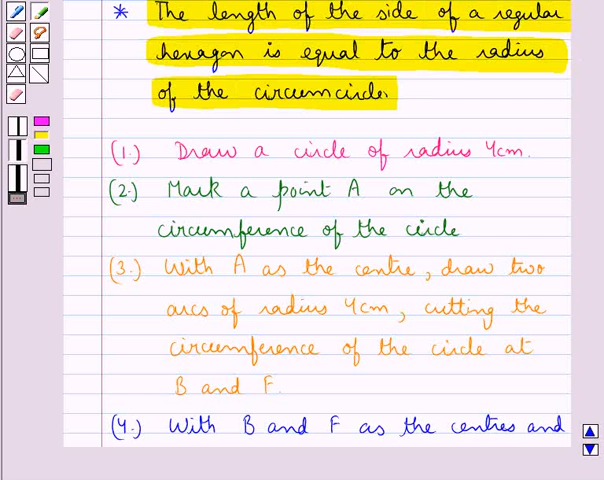 * The length of the side of a regular
hexagon is equal to the radius
of the circumcircle.
(1.) Draw a circle of radius 4cm.
(2.) Mark a point A on the
circumference of the circle
(3.) With A as the centre, draw two
arcs of radius 4cm, cutting the
circumference of the circle at
B and F.
(4.) With B and F as the centres and